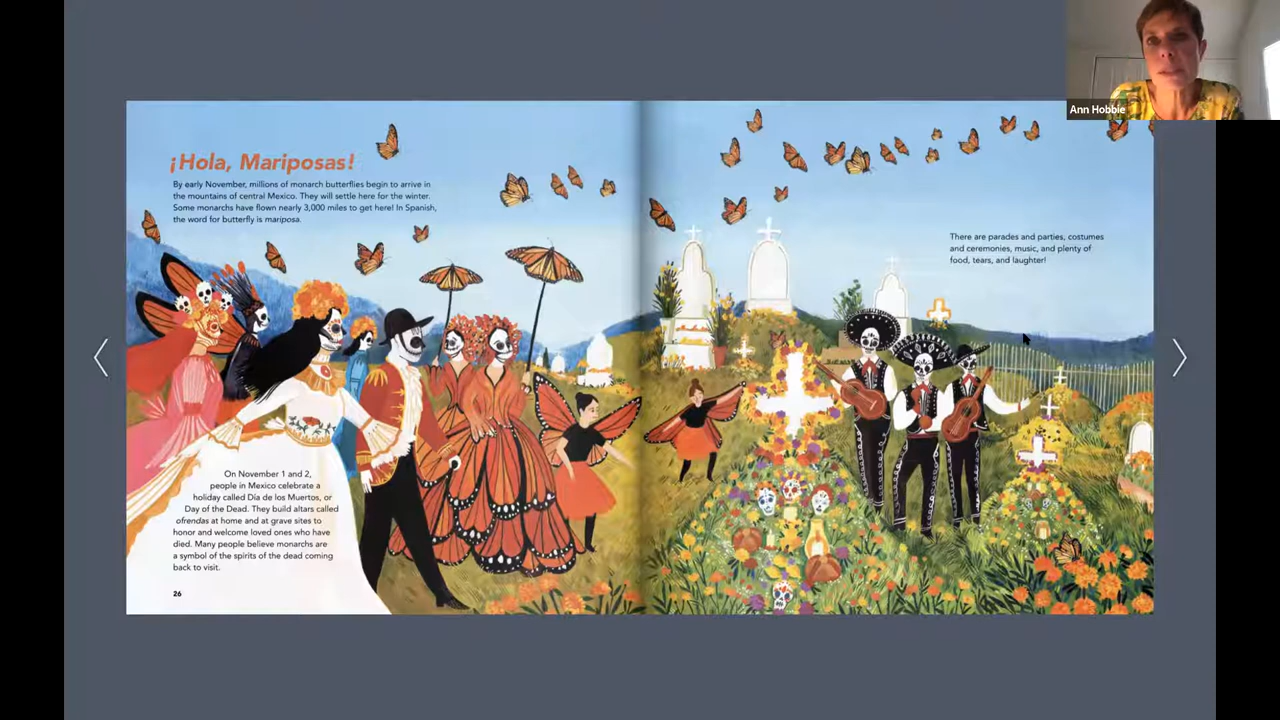 Ann Hobbie
¡Hola, Mariposas!
By early November, millions of monarch butterflies begin to arrive in
the mountains of central Mexico. They will settle here for the winter.
Some monarchs have flown nearly 3,000 miles to get here! In Spanish,
the word for butterfly is mariposa.
On November 1 and 2,
people in Mexico celebrate a
holiday called Día de los Muertos, or
Day of the Dead. They build altars called
ofrendas at home and at grave sites to
honor and welcome loved ones who have
died. Many people believe monarchs are
a symbol of the spirits of the dead coming
back to visit.
26
There are parades and parties, costumes
and ceremonies, music, and plenty of
food, tears, and laughter!